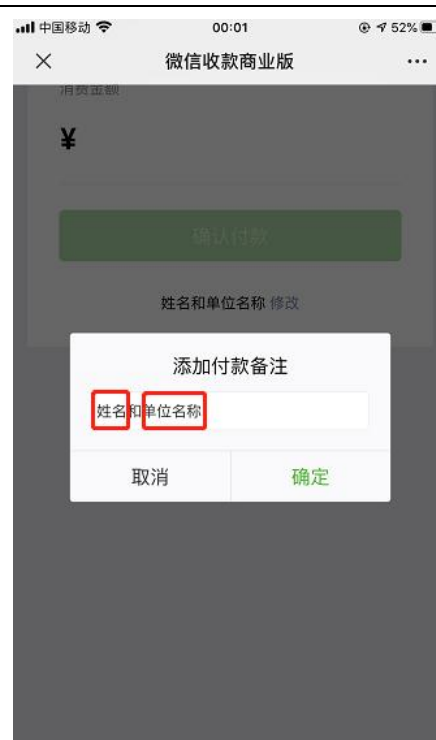 中国移动 00:01 52%
微信收款商业版
消费金额
¥
确认付款
姓名和单位名称 修改
添加付款备注
姓名和单位名称
取消 确定